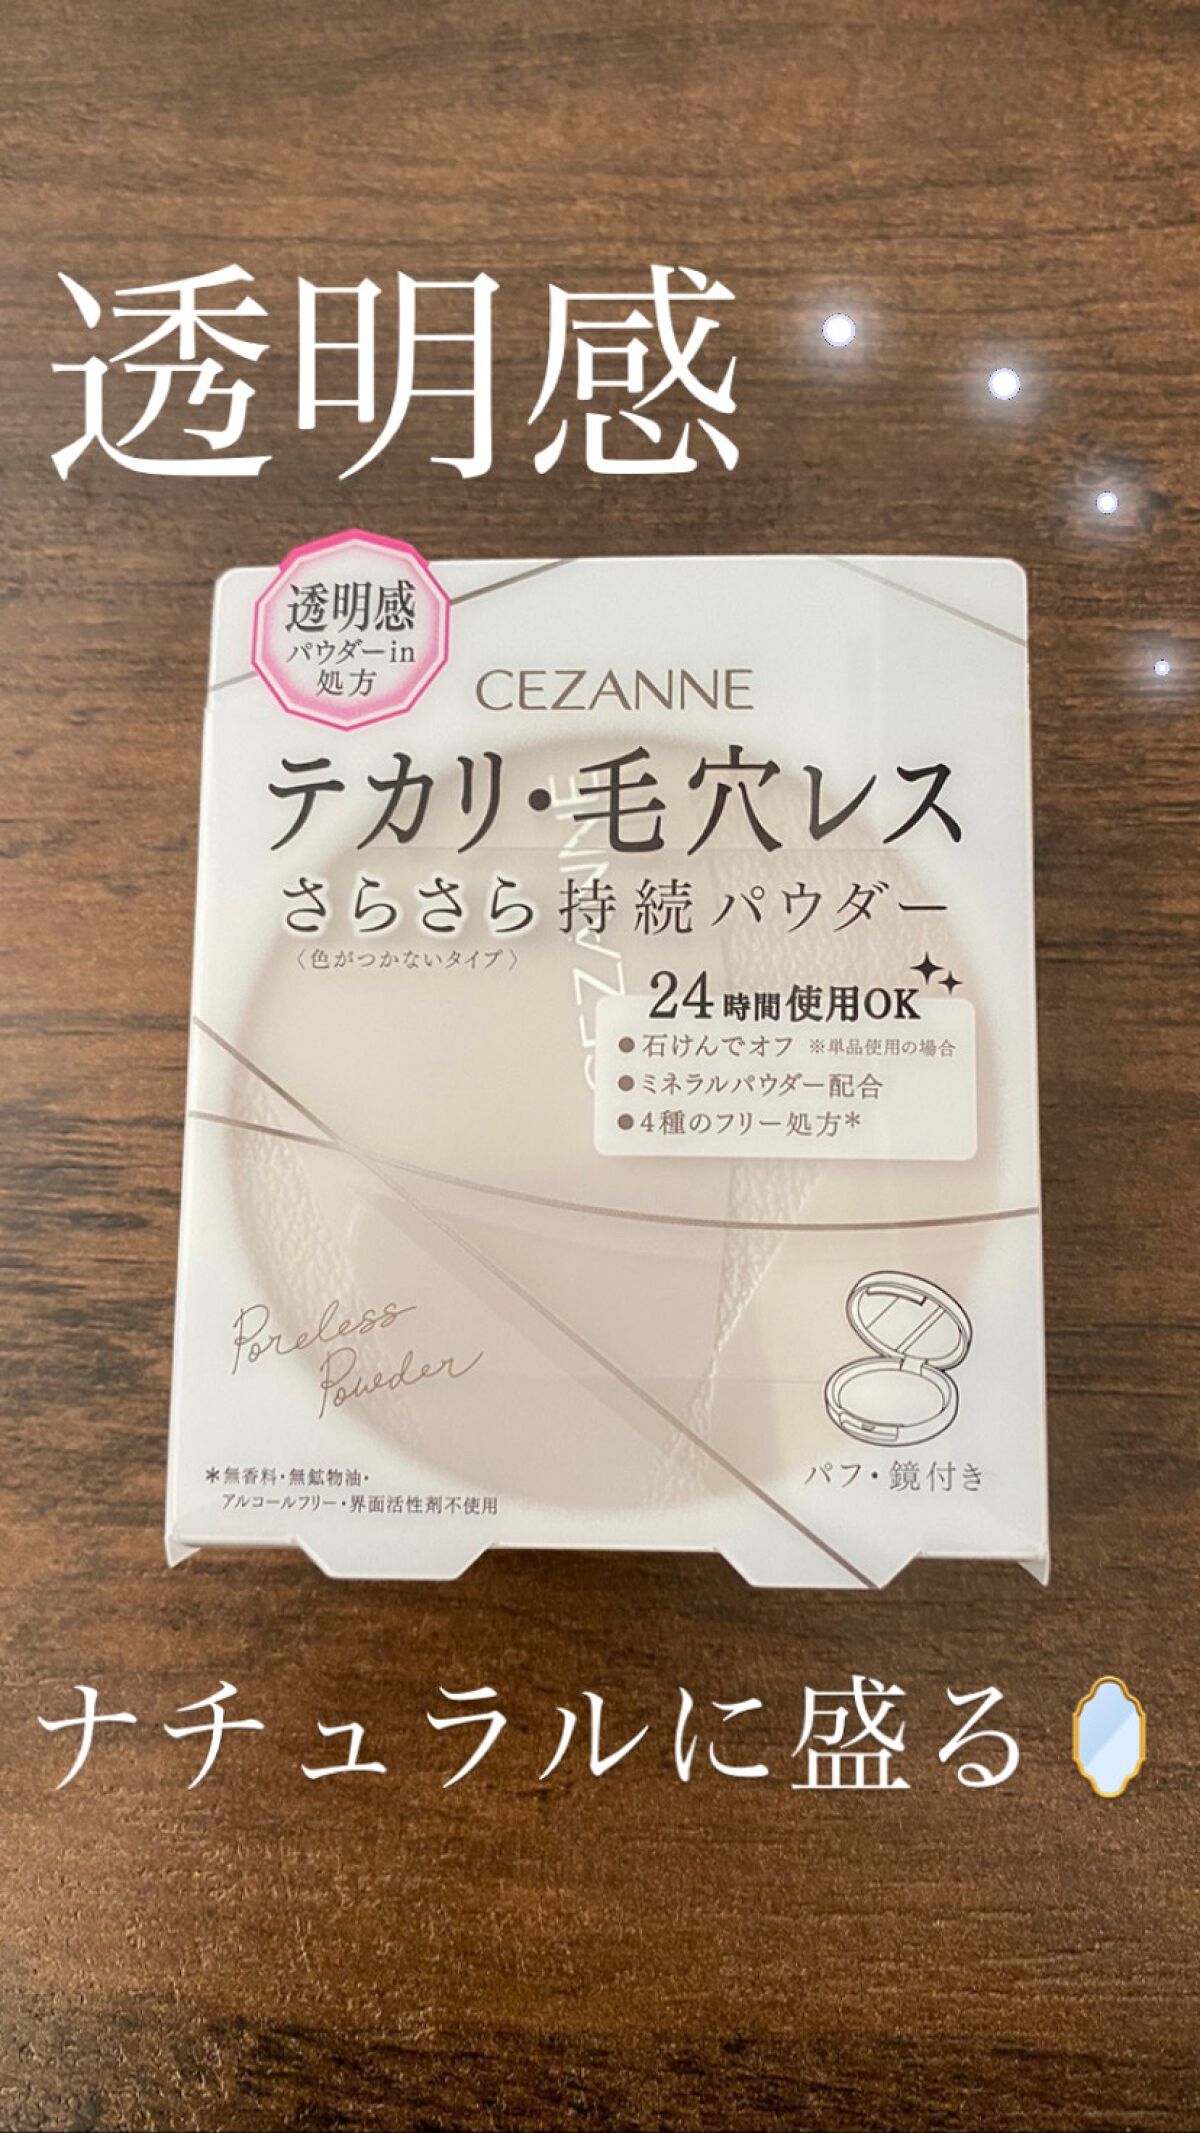 透明感
透明感
パウダーin
処方
CEZANNE
テカリ・毛穴レス
さらさら持続パウダー
〈色がつかないタイプ〉
CEZANNE
24時間使用OK
●石けんでオフ ※単品使用の場合
●ミネラルパウダー配合
●4種のフリー処方*
Poreless
Powder
パフ・鏡付き
*無香料・無鉱物油・
アルコールフリー・界面活性剤不使用
ナチュラルに盛る